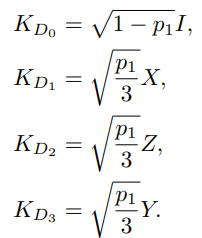 K_{D_0} = \sqrt{1 - p_1} I,
K_{D_1} = \sqrt{\frac{p_1}{3}} X,
K_{D_2} = \sqrt{\frac{p_1}{3}} Z,
K_{D_3} = \sqrt{\frac{p_1}{3}} Y.